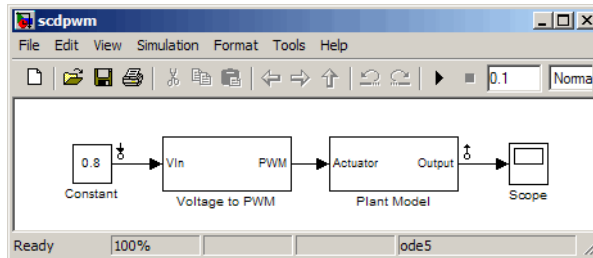 scdpwm
File Edit View Simulation Format Tools Help
0.1 Norma
0.8 VIn PWM Actuator Output
Constant Voltage to PWM Plant Model Scope
Ready 100% ode5